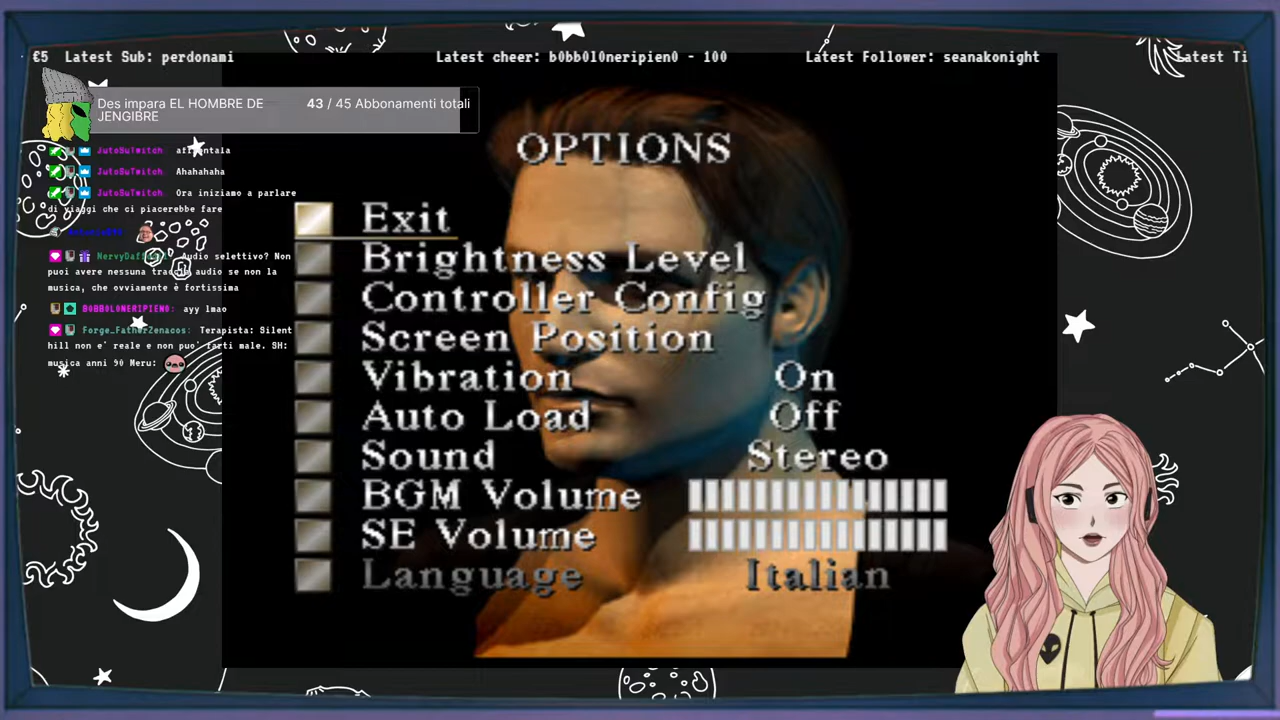 €5 Latest Sub: perdonami Latest cheer: b0bb0l0neripien0 - 100 Latest Follower: seanakonight Latest Ti
Des impara EL HOMBRE DE JENGIBRE 43 / 45 Abbonamenti totali
JutoSuTwitch
JutoSuTwitch Ahahahaha
JutoSuTwitch Ora iniziamo a parlare
di viaggi che ci piacerebbe fare
Audio selettivo? Non
puoi avere nessuna traccia audio se non la
musica, che ovviamente è fortissima
B0BB0L0NERIPIEN0: ayy lmao
Forge_FatherZenacos: Terapista: Silent
hill non e' reale e non puo' farti male. SH:
musica anni 90 Meru:
OPTIONS
Exit
Brightness Level
Controller Config
Screen Position
Vibration On
Auto Load Off
Sound Stereo
BGM Volume
SE Volume
Language Italian